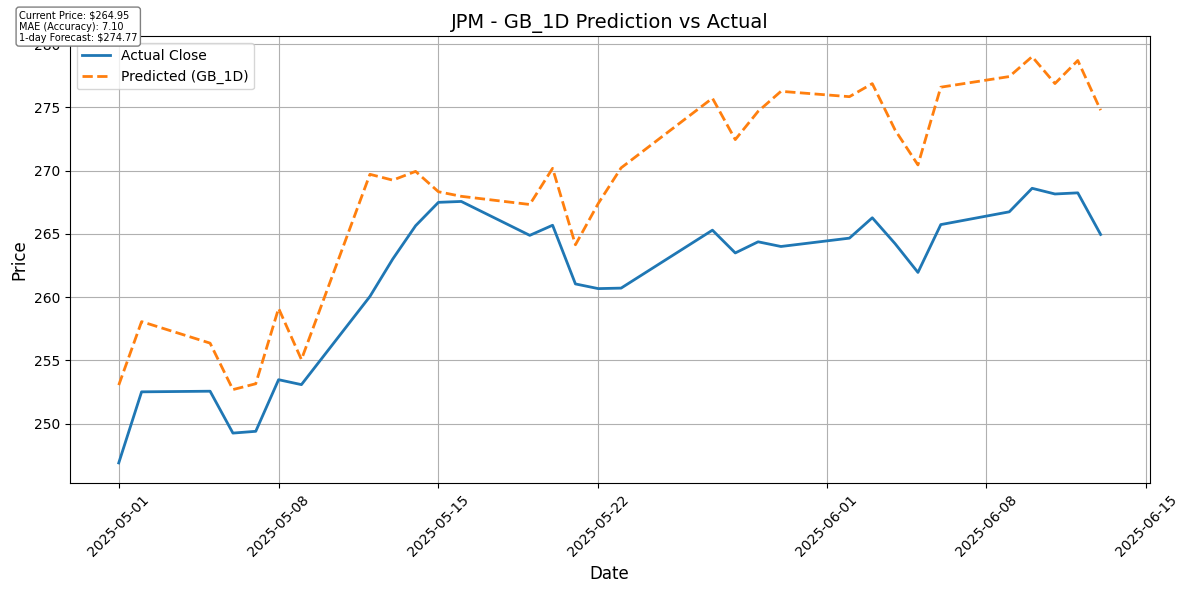 JPM - GB_1D Prediction vs Actual
Current Price: $264.95
MAE (Accuracy): 7.10
1-day Forecast: $274.77
Actual Close
Predicted (GB_1D)
280
275
270
265
260
255
250
Price
2025-05-01
2025-05-08
2025-05-15
2025-05-22
2025-06-01
2025-06-08
2025-06-15
Date